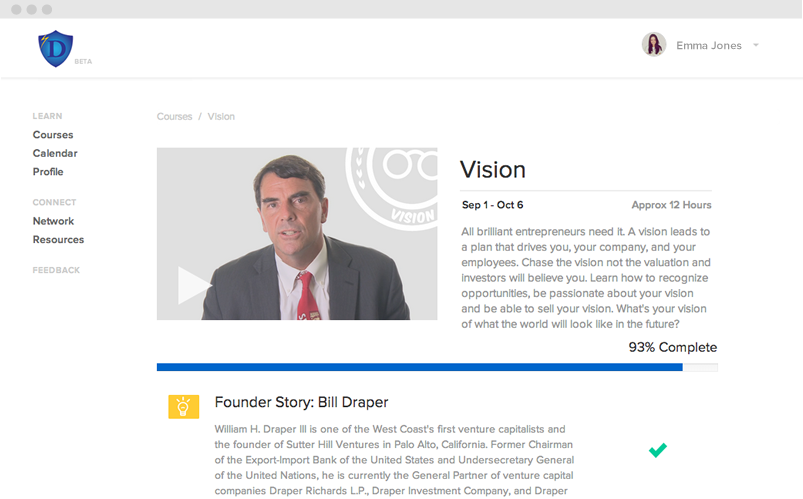 D
BETA
Emma Jones
LEARN
Courses
Calendar
Profile
CONNECT
Network
Resources
FEEDBACK
Courses / Vision
VISION
Vision
Sep 1 - Oct 6 Approx 12 Hours
All brilliant entrepreneurs need it. A vision leads to
a plan that drives you, your company, and your
employees. Chase the vision not the valuation and
investors will believe you. Learn how to recognize
opportunities, be passionate about your vision
and be able to sell your vision. What's your vision
of what the world will look like in the future?
93% Complete
Founder Story: Bill Draper
William H. Draper III is one of the West Coast's first venture capitalists and
the founder of Sutter Hill Ventures in Palo Alto, California. Former Chairman
of the Export-Import Bank of the United States and Undersecretary General
of the United Nations, he is currently the General Partner of venture capital
companies Draper Richards L.P., Draper Investment Company, and Draper